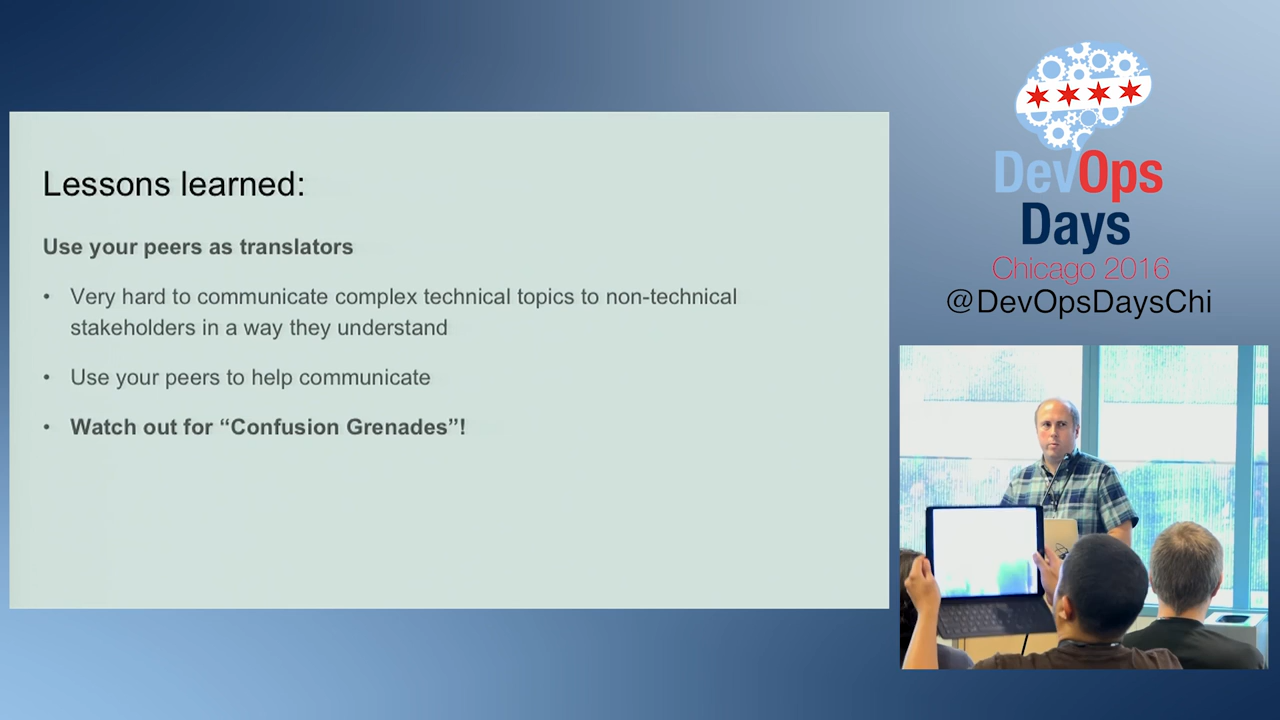 Lessons learned:
Use your peers as translators
• Very hard to communicate complex technical topics to non-technical
stakeholders in a way they understand
• Use your peers to help communicate
• Watch out for “Confusion Grenades”!
DevOps
Days
Chicago 2016
@DevOpsDaysChi